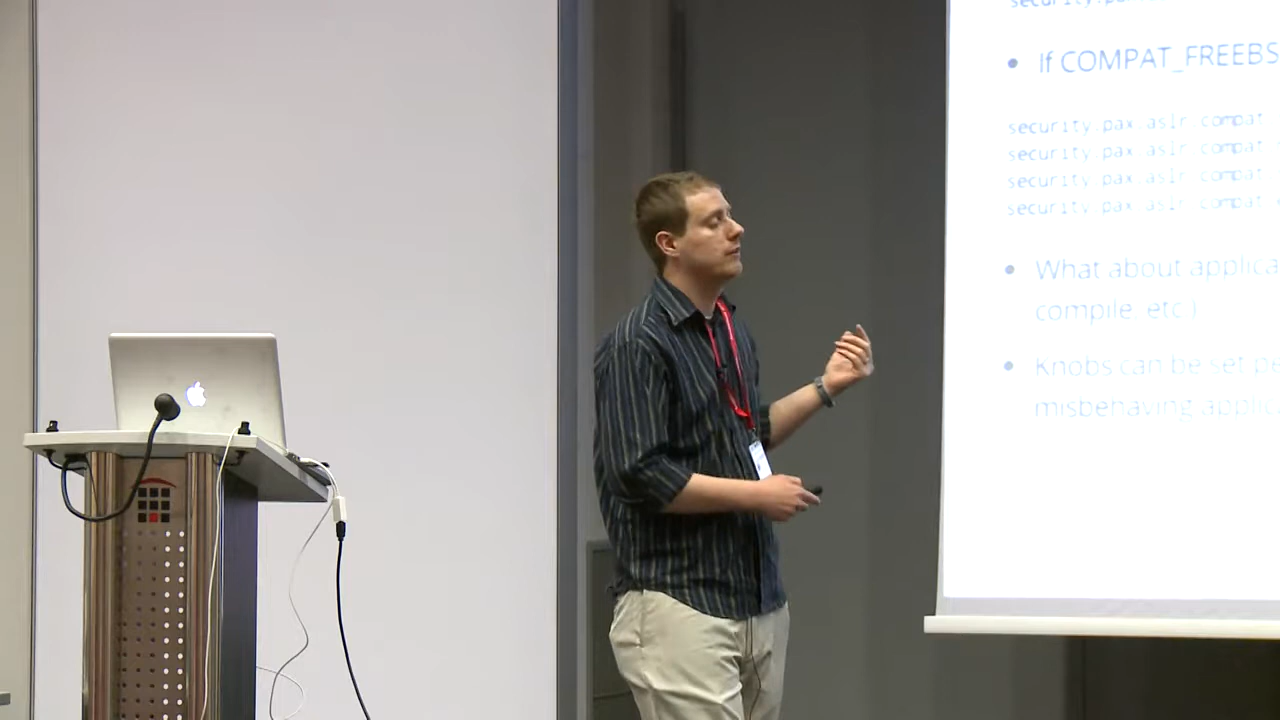 • If COMPAT_FREEBS
security.pax.aslr.compat
security.pax.aslr.compat
security.pax.aslr.compat
security.pax.aslr.compat
• What about applica
compile, etc.)
• Knobs can be set pe
misbehaving applic